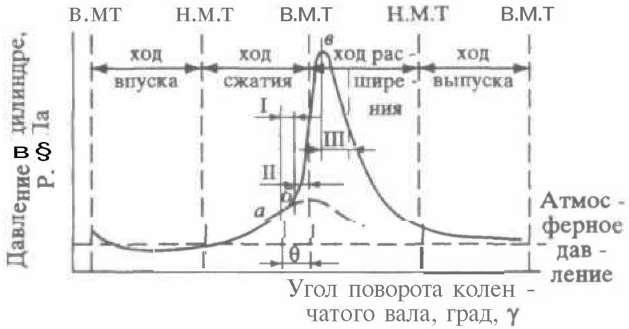 В.МТ Н.М.Т В.М.Т Н.М.Т В.М.Т
ход впуска
ход сжатия
ход рас -
шире -
ния
ход выпуска
в
I
III
II
б
а
θ
Давление
в § цилиндре,
Р.
Атмос -
ферное
дав -
ление
Угол поворота колен -
чатого вала, град, γ